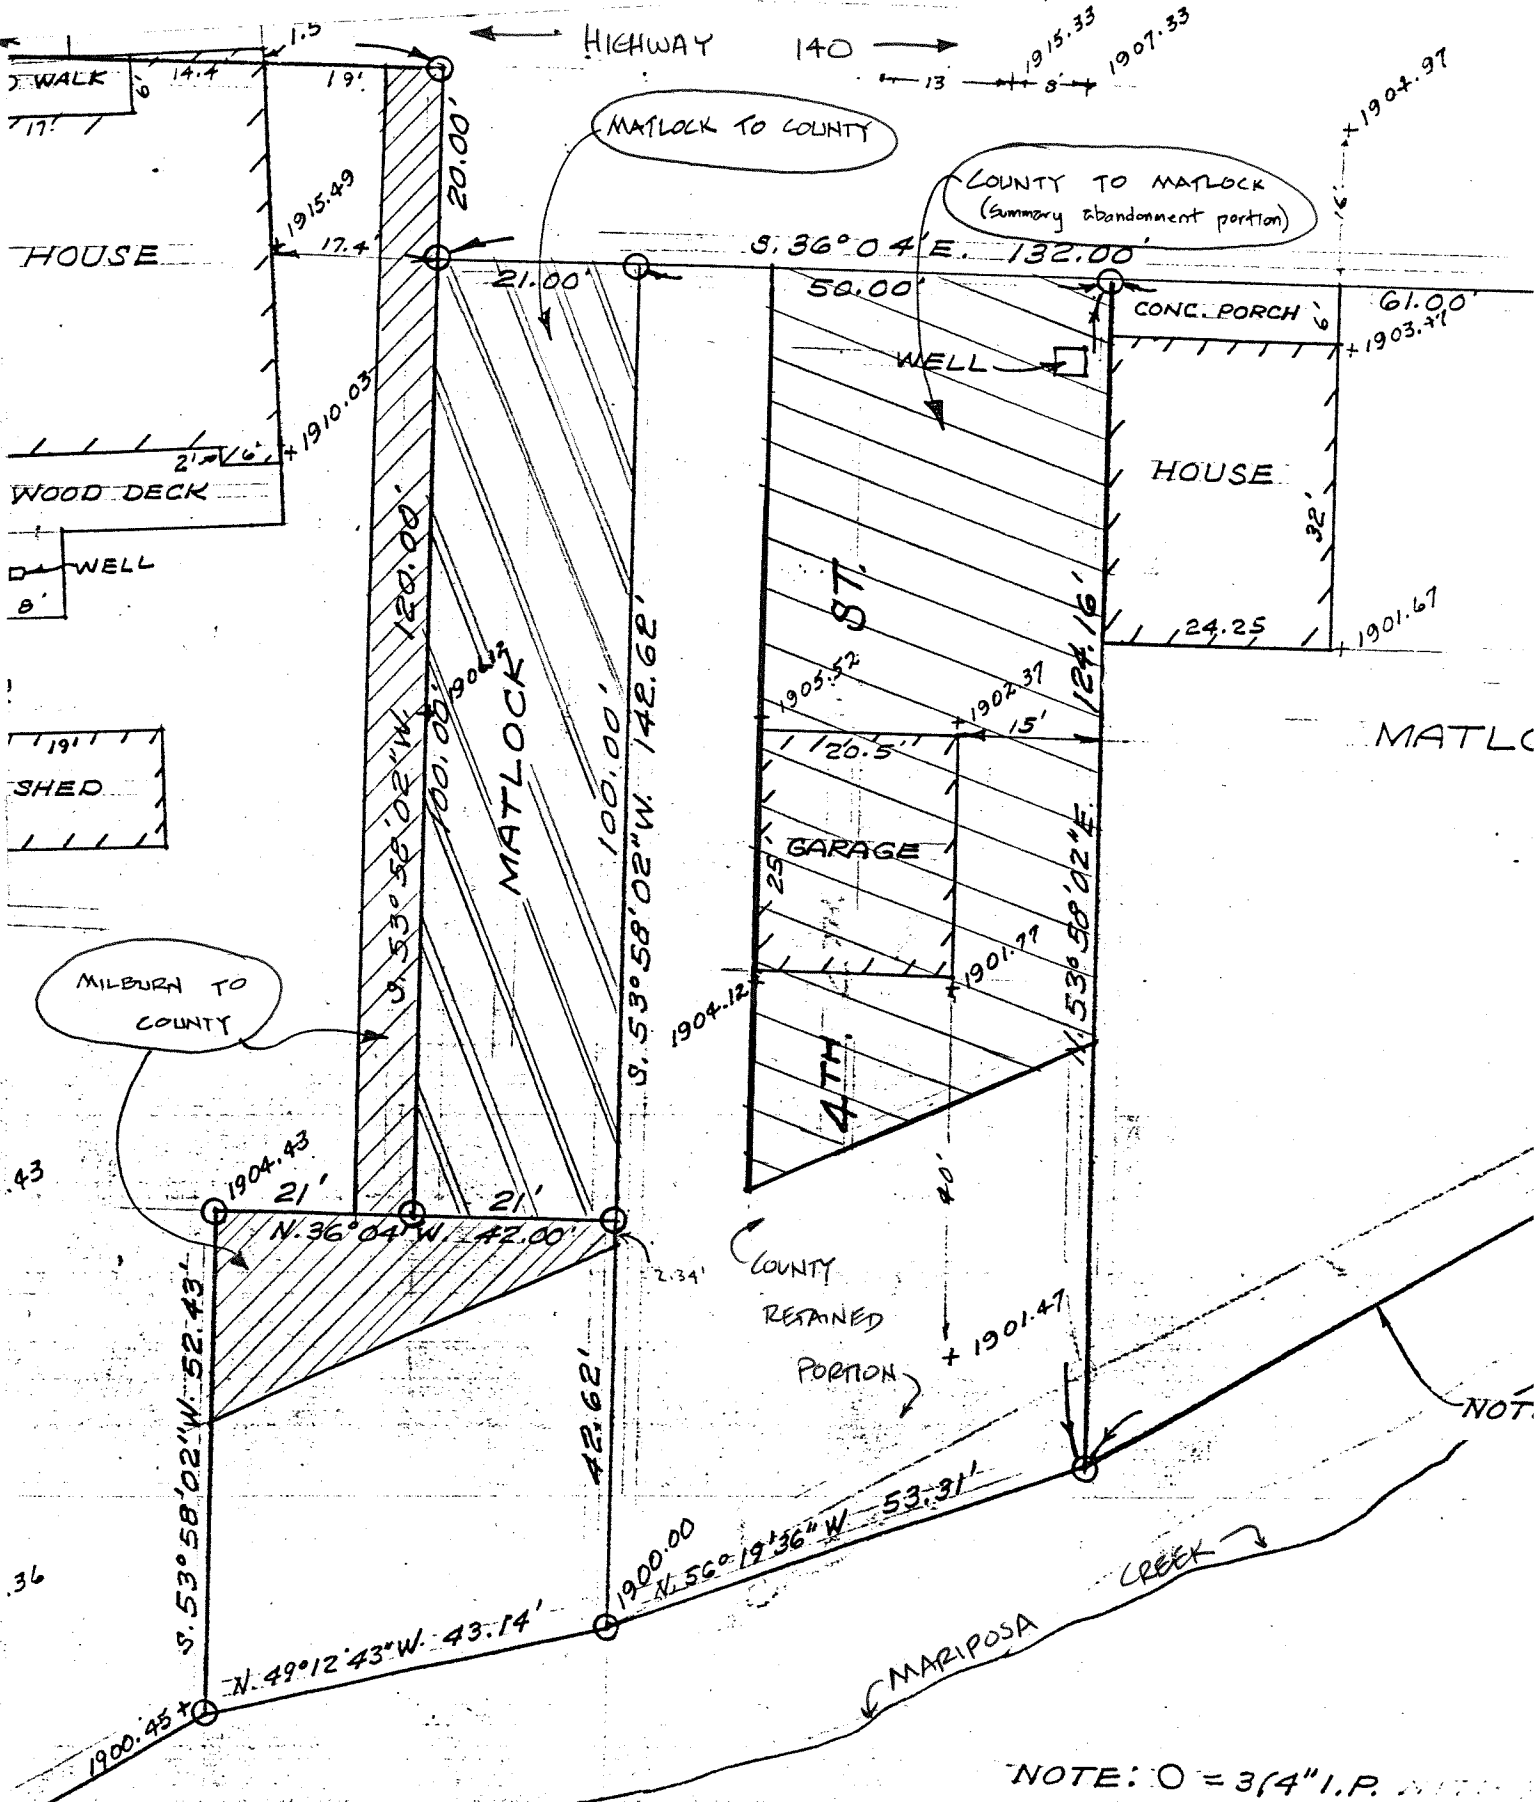 HIGHWAY 140
1.5
1915.33
1907.33
13
8'
1904.97
WALK
6'
14.4'
19'
17'
20.00'
MATLOCK TO COUNTY
COUNTY TO MATLOCK
(Summary abandonment portion)
16'
1915.49
17.4'
HOUSE
S. 36° 04' E. 132.00'
21.00'
50.00'
61.00'
CONC. PORCH
6'
WELL
1910.03
2'
6'
WOOD DECK
HOUSE
32'
WELL
8'
120.00'
ST.
24.25
1901.67
124.16'
1905.52
1902.37
15'
20.5'
MATLOCK
100.00'
100.00'
S. 53° 58' 02" W. 142.62'
S. 53° 58' 02" W.
19'
SHED
MATLO
GARAGE
25'
N. 53° 58' 02" E.
1901.77
1904.12
MILBURN TO
COUNTY
4TH.
.43
1904.43
21'
21'
N. 36° 04' W. 42.00'
2.34'
40'
COUNTY
RETAINED
PORTION
1901.47
S. 53° 58' 02" W. 52.43'
42.62'
NOT
53.31'
N. 56° 19' 36" W
1900.00
CREEK
.36
N. 49° 12' 43" W. 43.14'
MARIPOSA
1900.45
NOTE: O = 3/4" I.P.